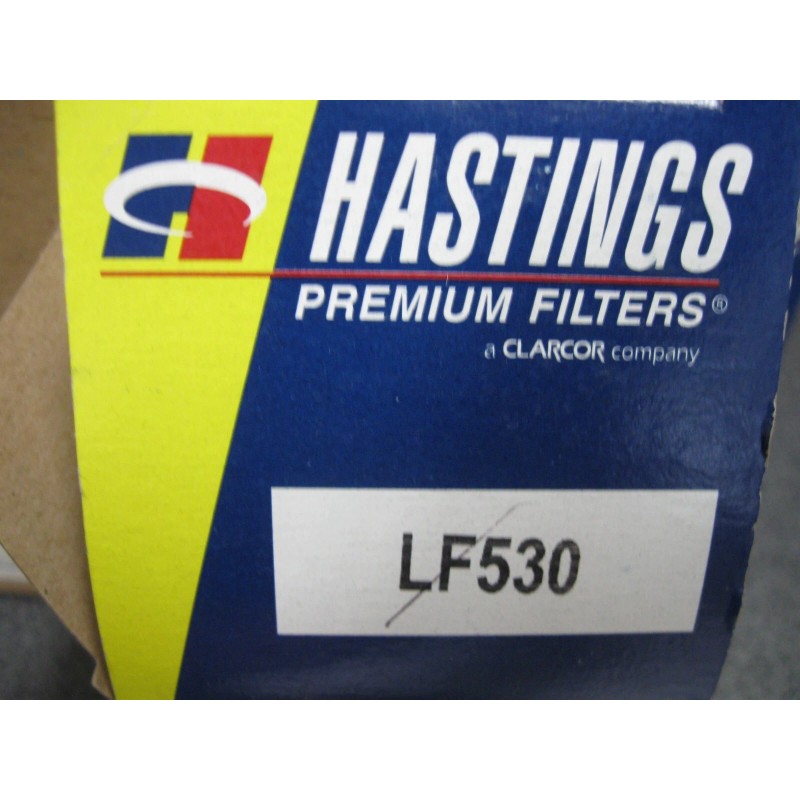 HASTINGS
PREMIUM FILTERS®
a CLARCOR company
LF530